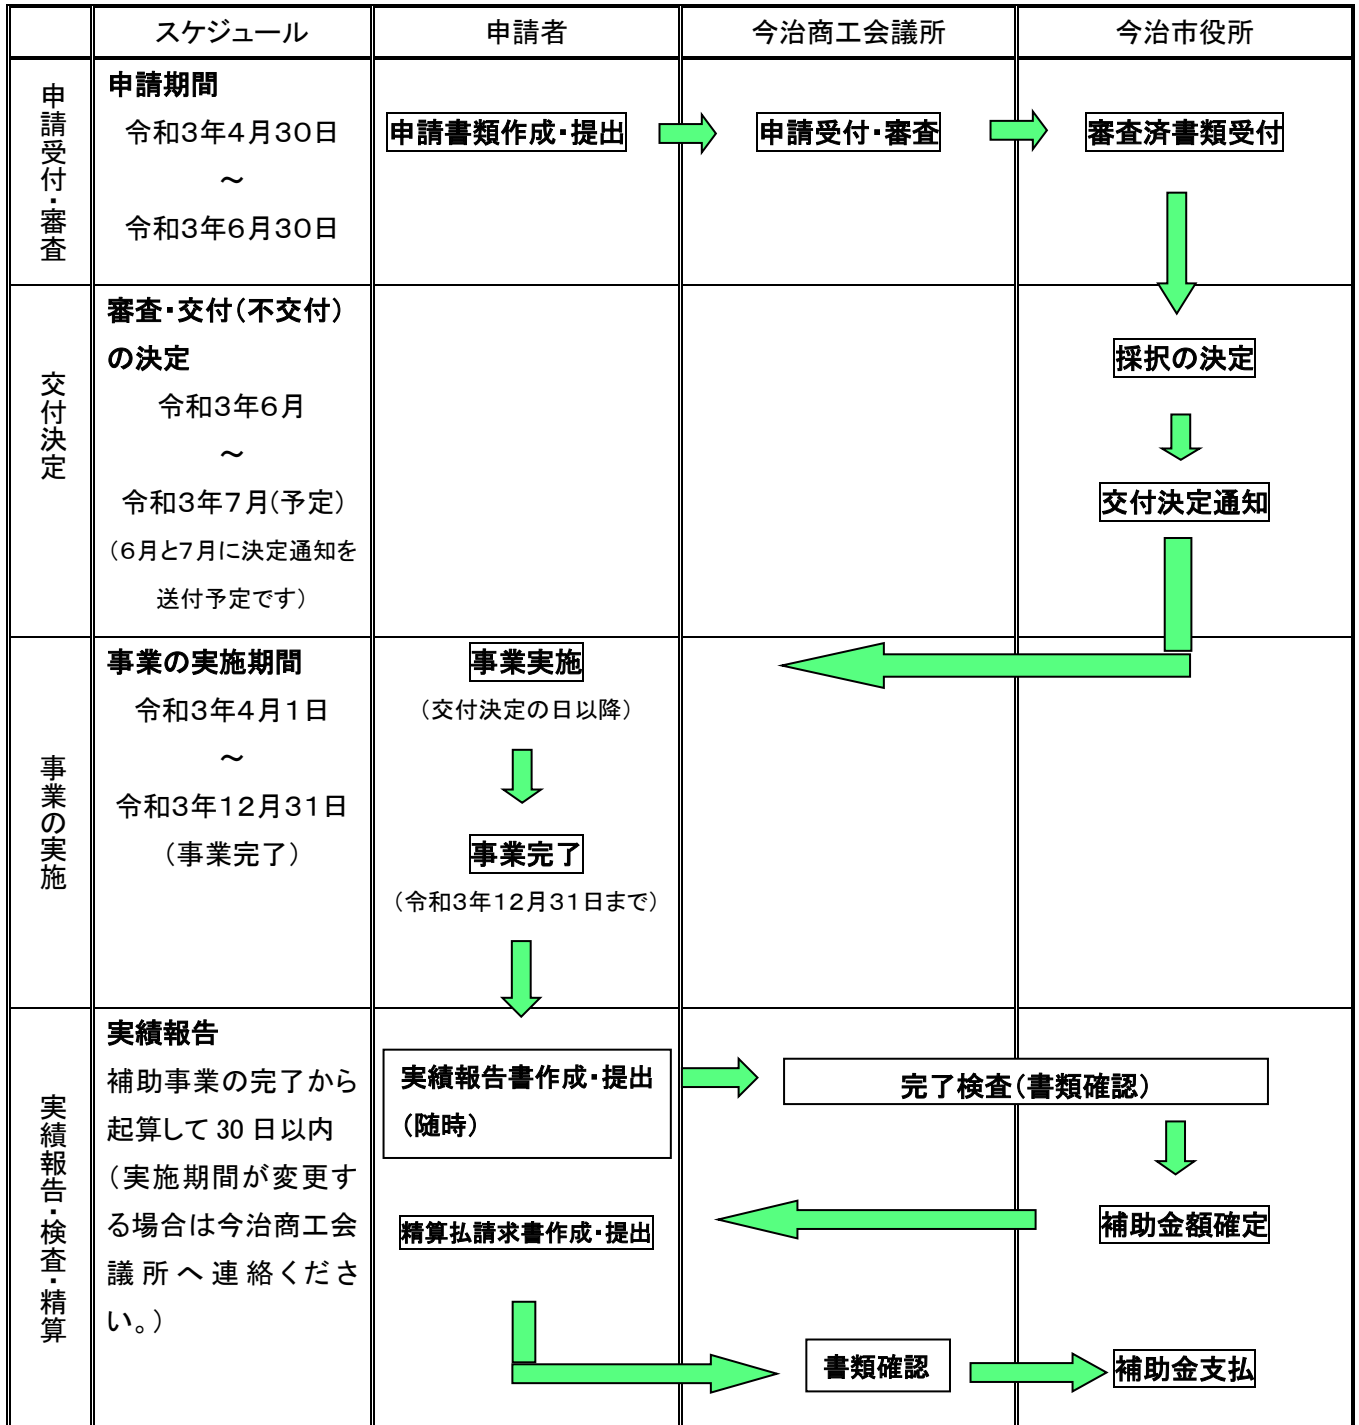 スケジュール
申請者
今治商工会議所
今治市役所
申請受付・審査
申請期間
令和3年4月30日
～
令和3年6月30日
申請書類作成・提出
申請受付・審査
審査済書類受付
交付決定
審査・交付（不交付）
の決定
令和3年6月
～
令和3年7月(予定)
（6月と7月に決定通知を
送付予定です）
採択の決定
交付決定通知
事業の実施
事業の実施期間
令和3年4月1日
～
令和3年12月31日
（事業完了）
事業実施
（交付決定の日以降）
事業完了
（令和3年12月31日まで）
実績報告・検査・精算
実績報告
補助事業の完了から
起算して30日以内
（実施期間が変更す
る場合は今治商工会
議所へ連絡くださ
い。）
実績報告書作成・提出
（随時）
完了検査（書類確認）
精算払請求書作成・提出
補助金額確定
書類確認
補助金支払